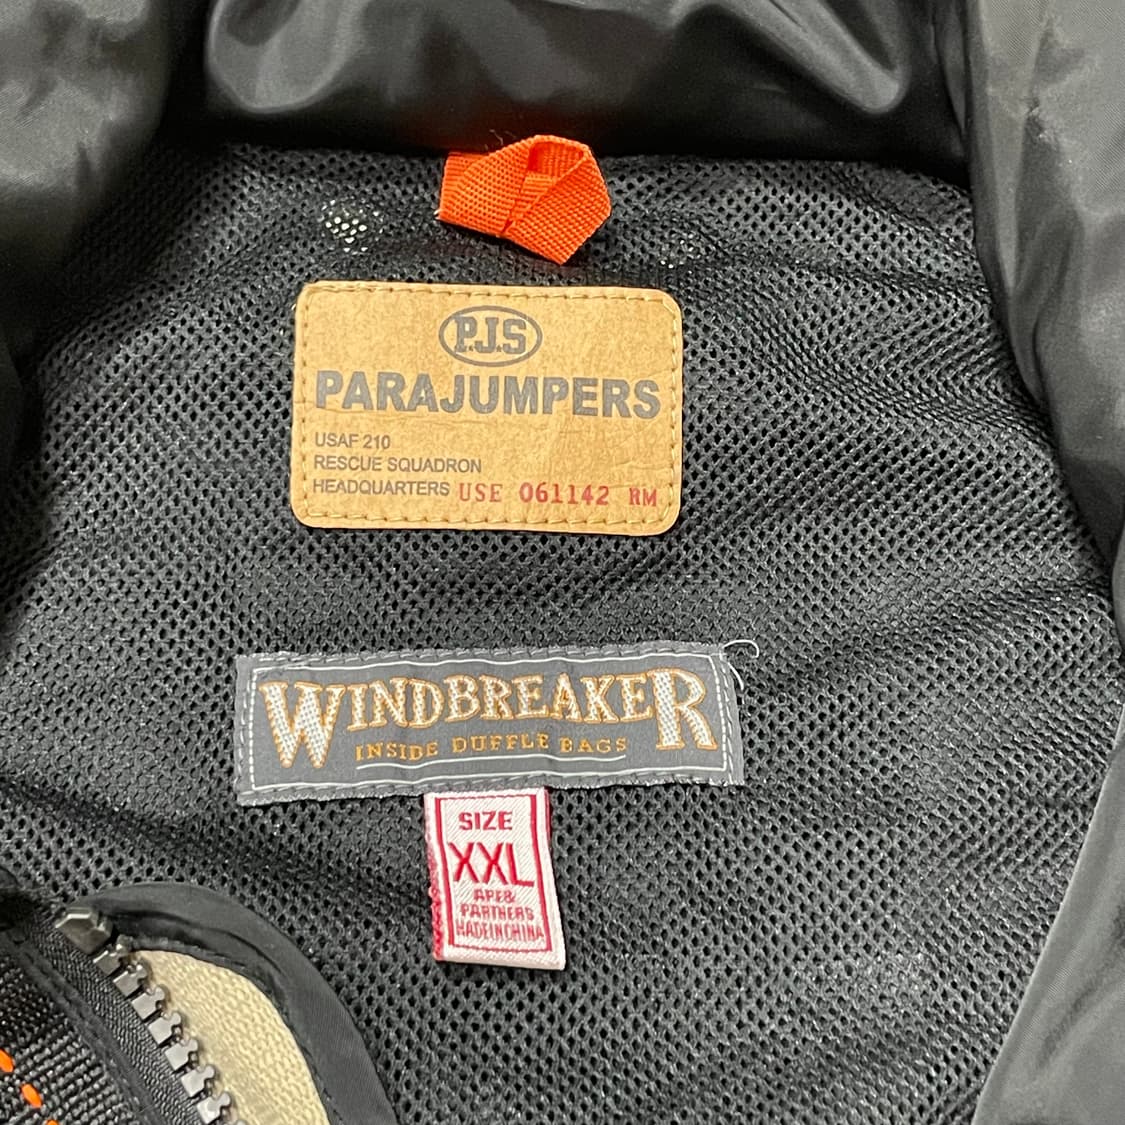 P.J.S
PARAJUMPERS
USAF 210
RESCUE SQUADRON
HEADQUARTERS USE 061142 RM
WINDBREAKER
INSIDE DUFFLE BAGS
SIZE
XXL
APE&
PARTNERS
MADEINCHINA